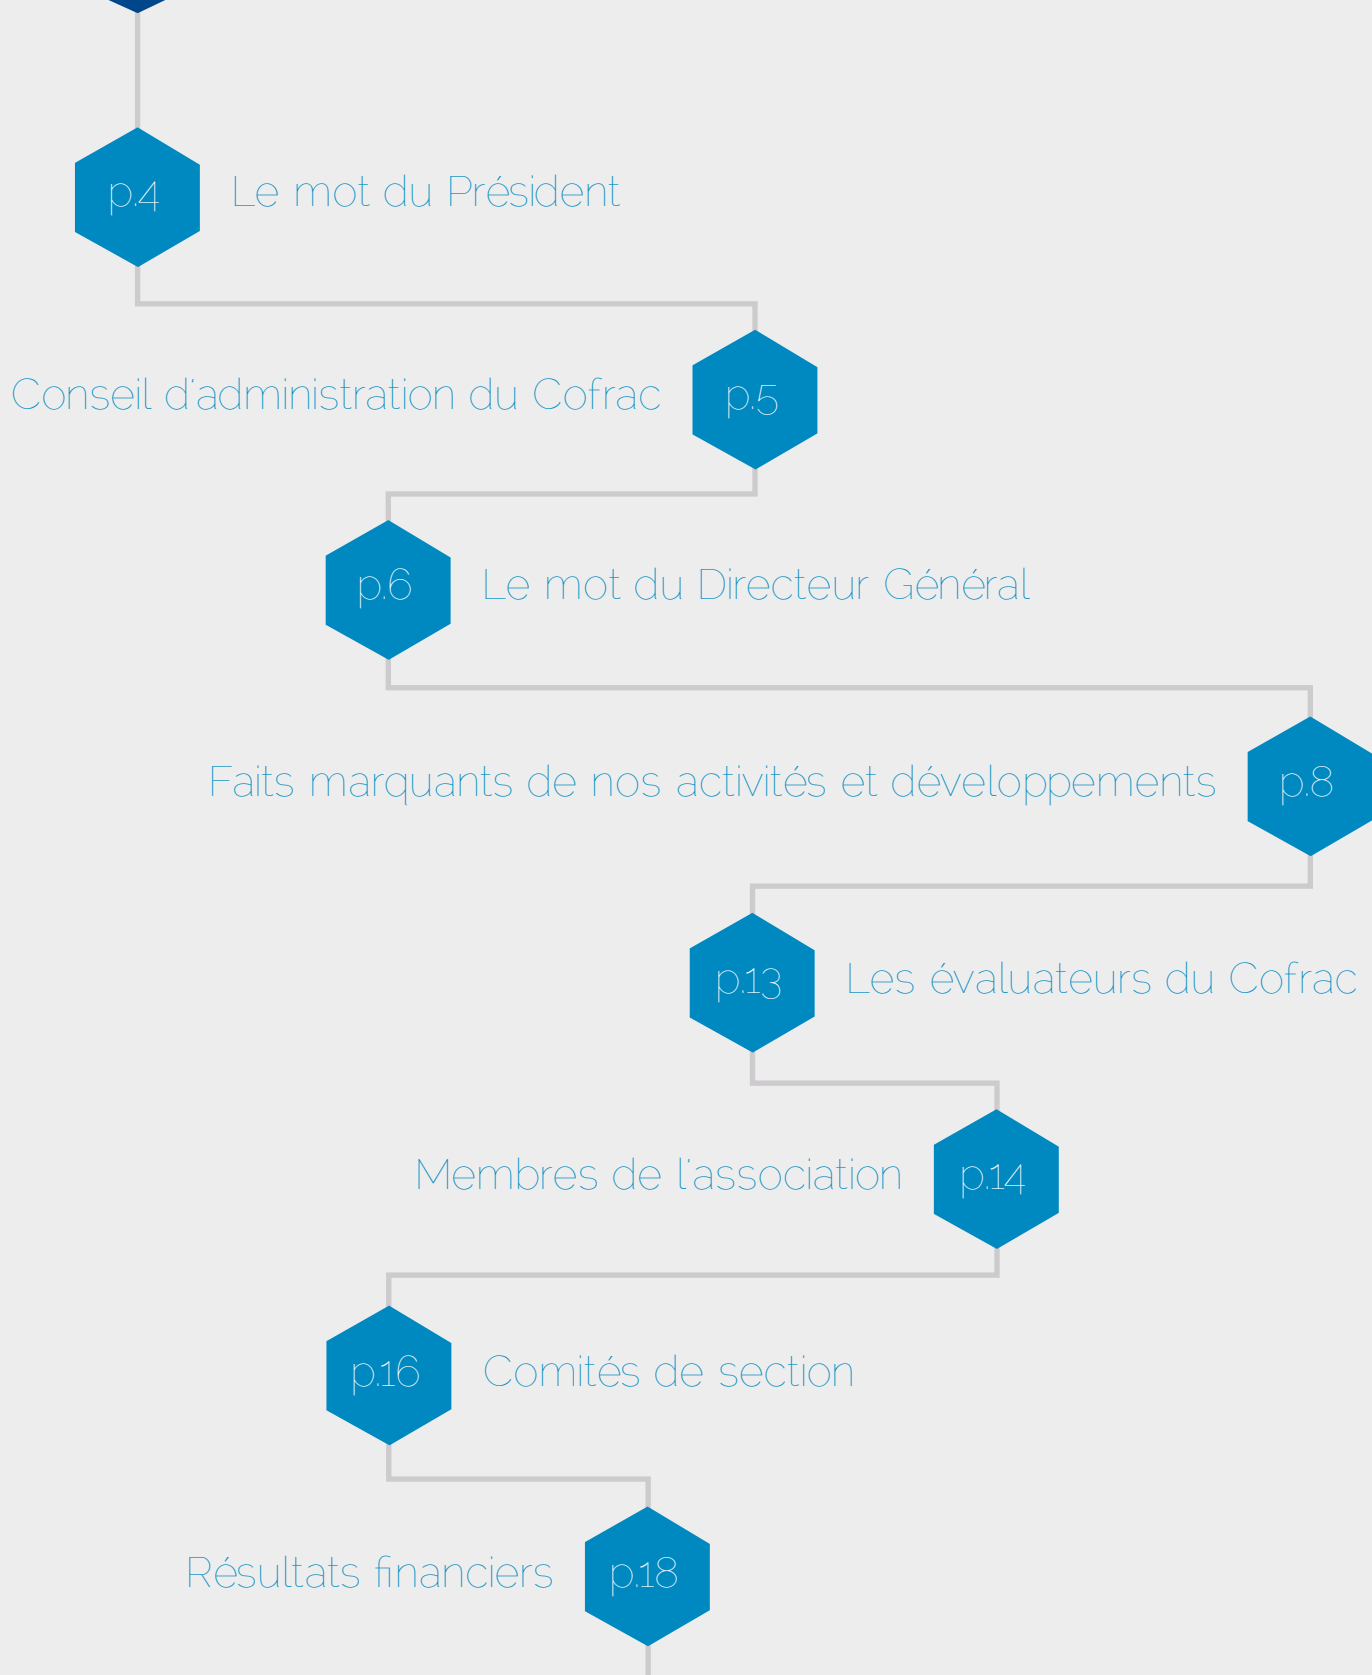 p.4 Le mot du Président
Conseil d'administration du Cofrac p.5
p.6 Le mot du Directeur Général
Faits marquants de nos activités et développements p.8
p.13 Les évaluateurs du Cofrac
Membres de l'association p.14
p.16 Comités de section
Résultats financiers p.18